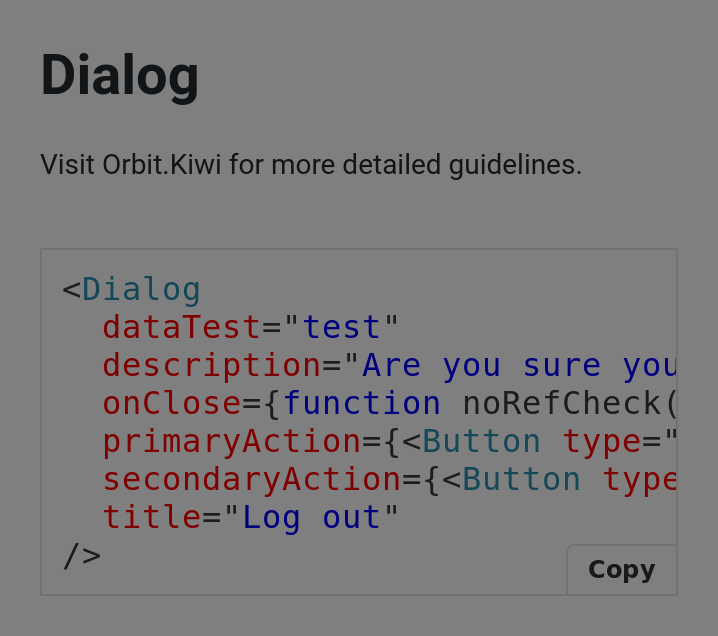 Dialog
Visit Orbit.Kiwi for more detailed guidelines.
<Dialog
  dataTest="test"
  description="Are you sure you
  onClose={function noRefCheck(
  primaryAction={<Button type="
  secondaryAction={<Button type
  title="Log out"
/>
Copy